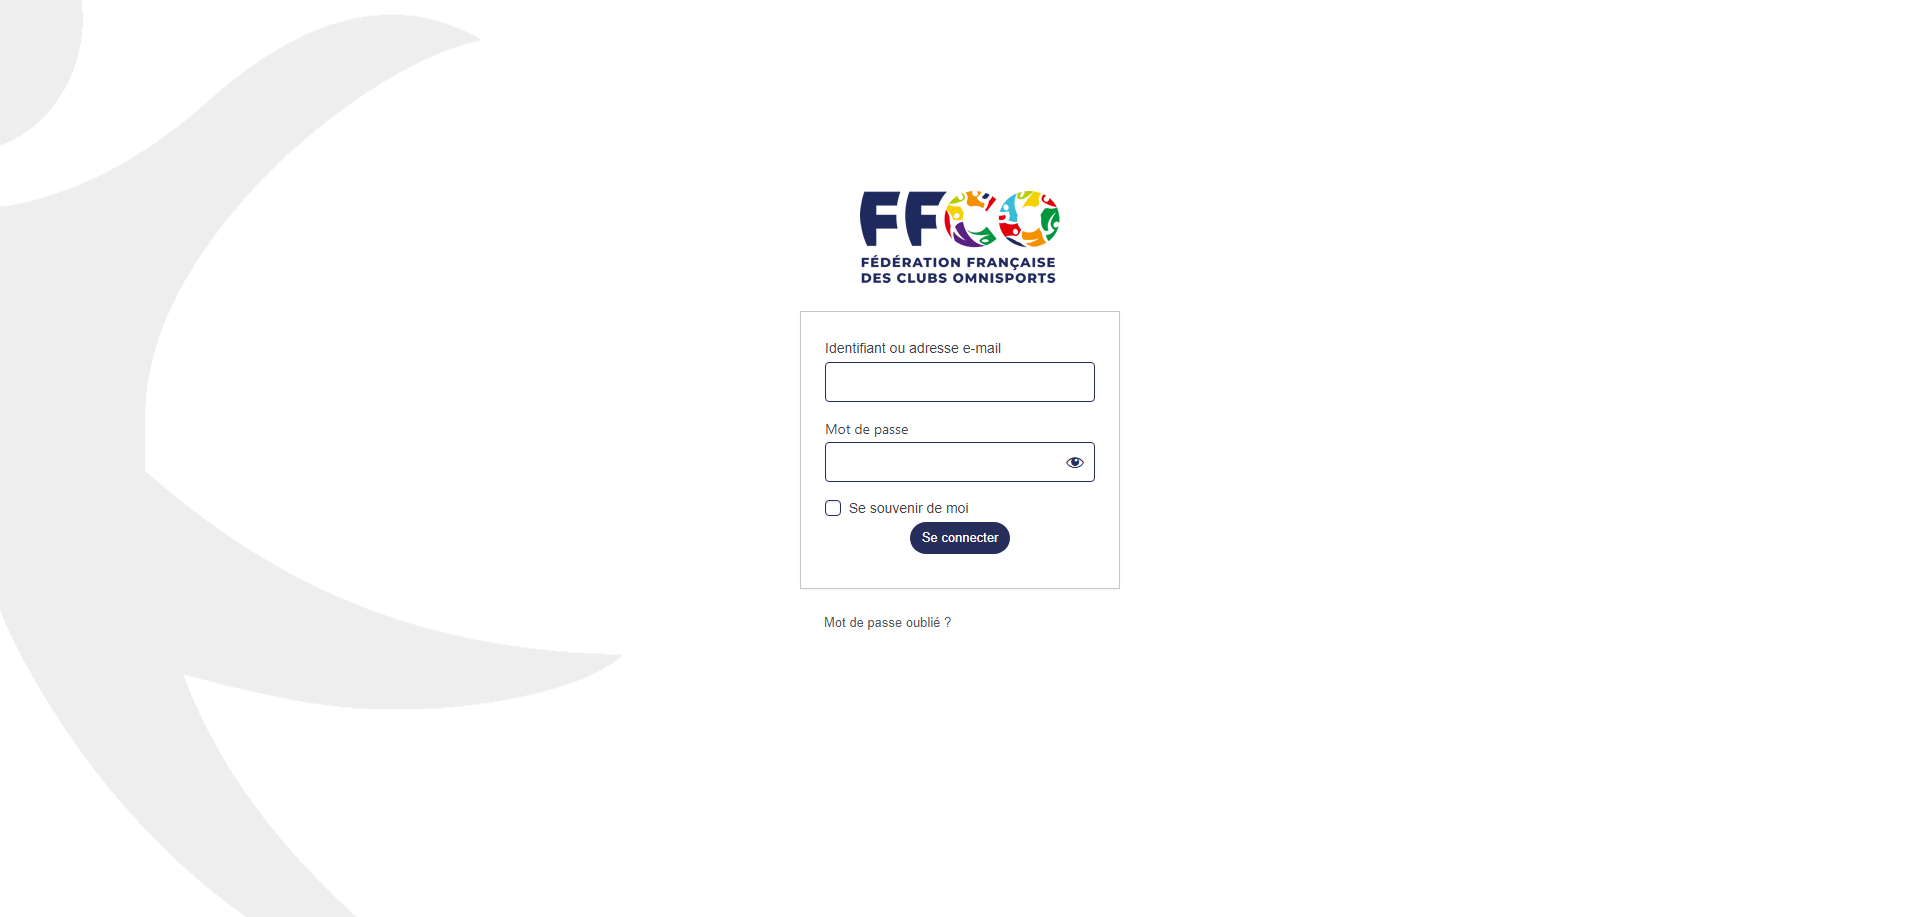 FFCO
FÉDÉRATION FRANÇAISE
DES CLUBS OMNISPORTS
Identifiant ou adresse e-mail
Mot de passe
Se souvenir de moi
Se connecter
Mot de passe oublié ?